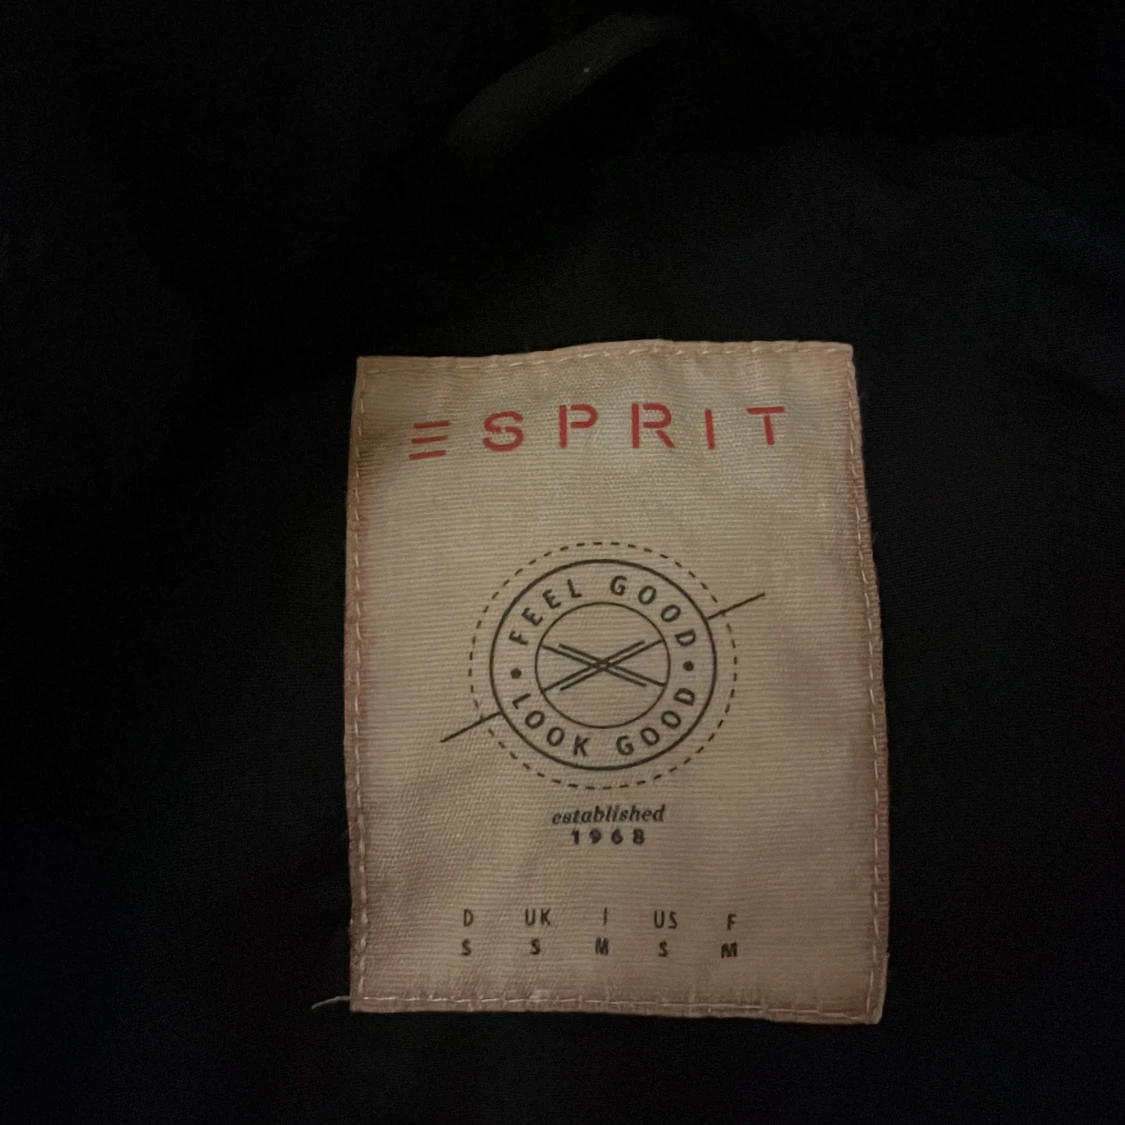 ESPRIT
FEEL GOOD
• LOOK GOOD •
established
1968
D UK I US F
S S M S M